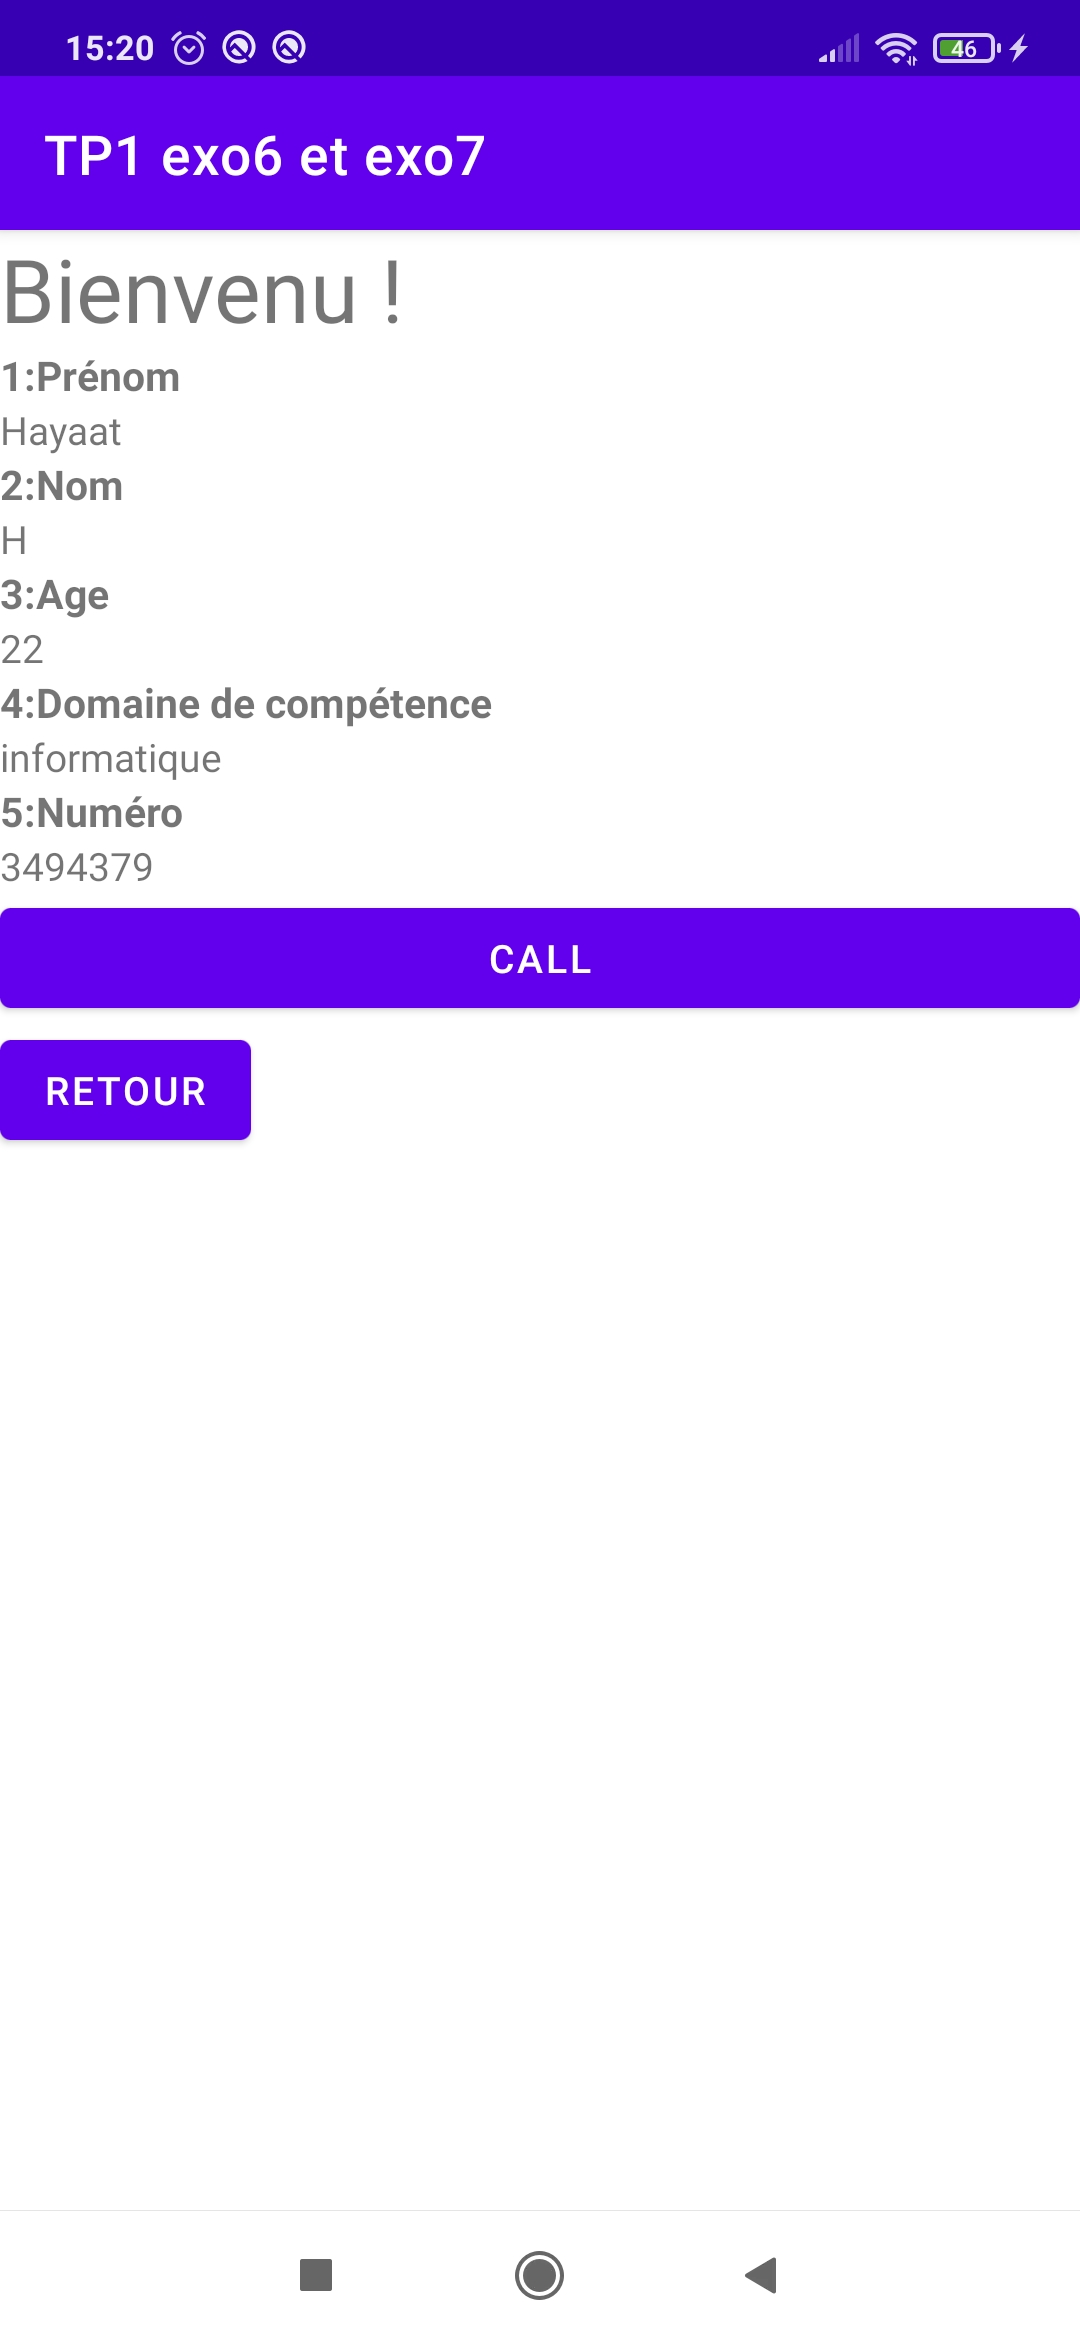 15:20
46
TP1 exo6 et exo7
Bienvenu !
1:Prénom
Hayaat
2:Nom
H
3:Age
22
4:Domaine de compétence
informatique
5:Numéro
3494379
CALL
RETOUR